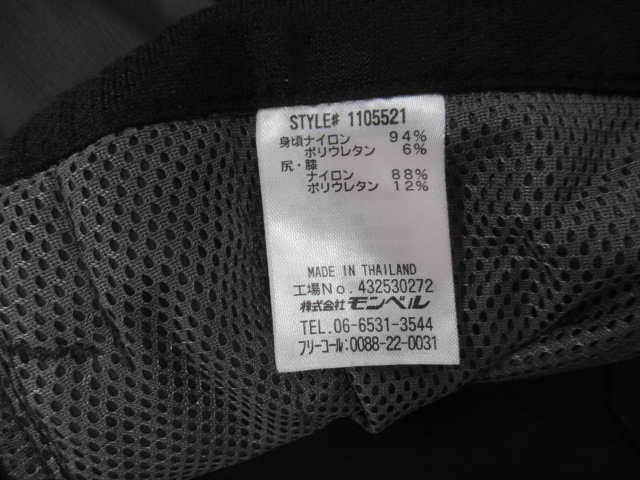 STYLE# 1105521
身頃ナイロン 94%
ポリウレタン 6%
尻・膝
ナイロン 88%
ポリウレタン 12%
MADE IN THAILAND
工場No.432530272
株式会社モンベル
TEL.06-6531-3544
フリーコール:0088-22-0031